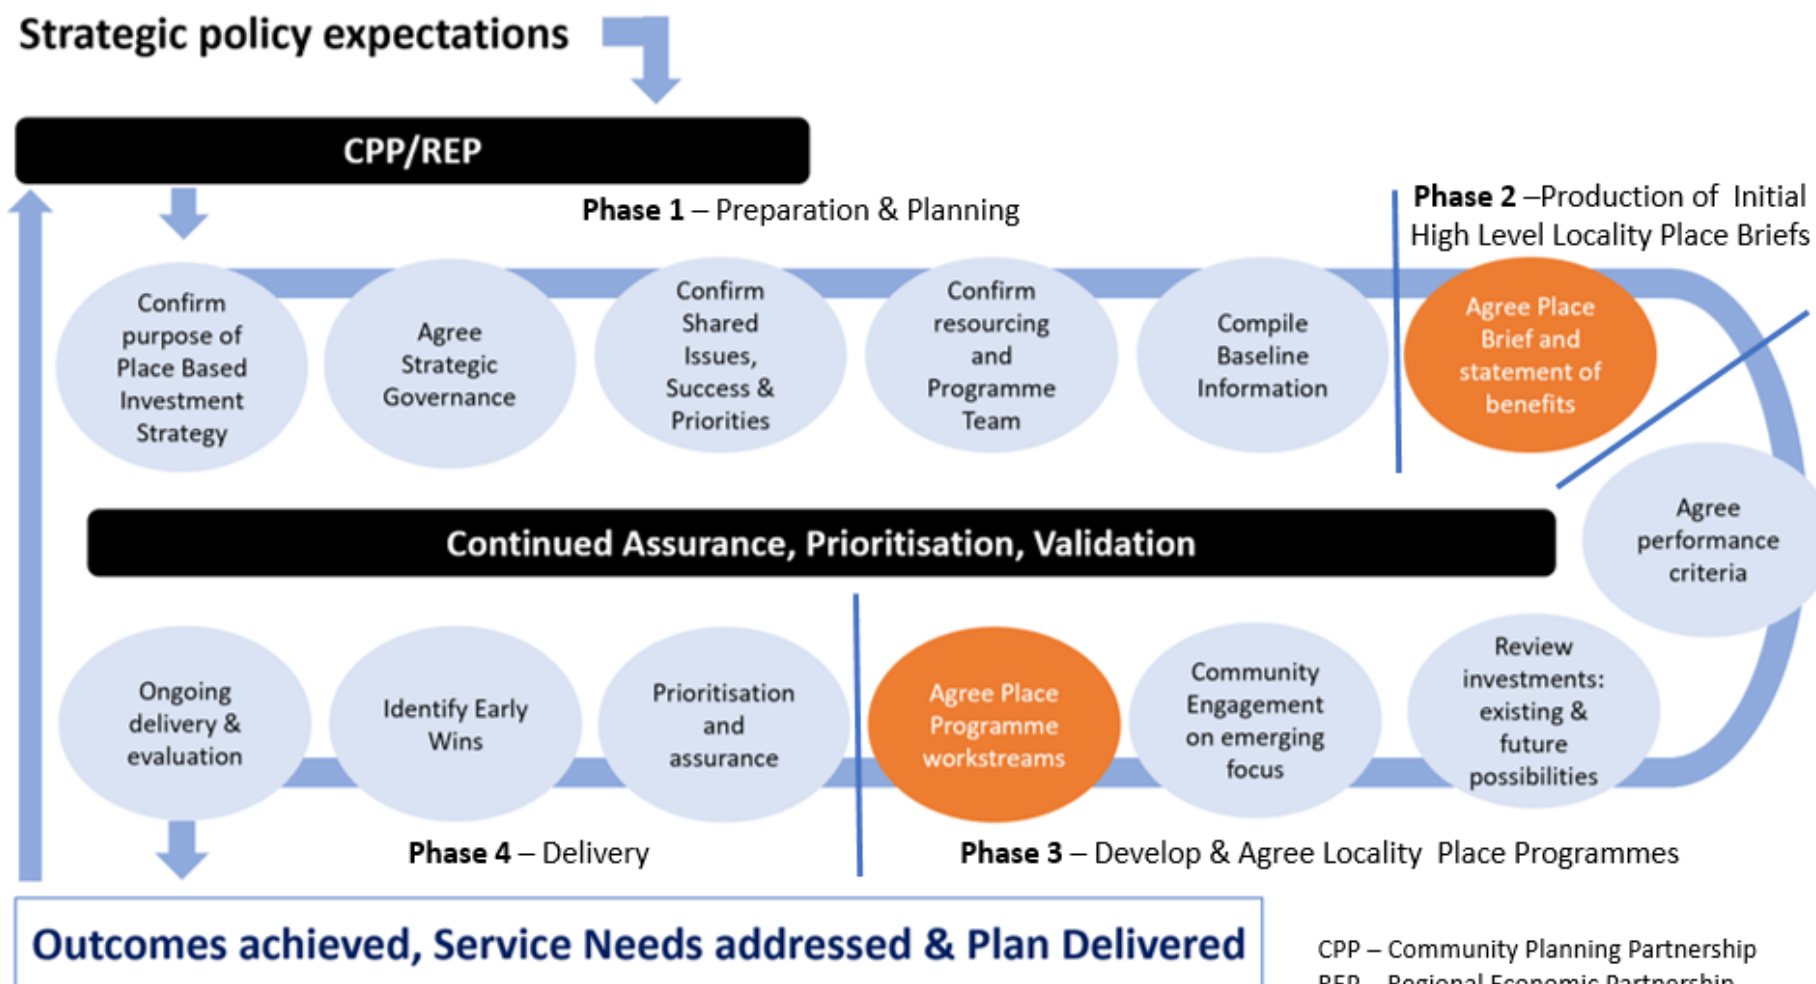 Strategic policy expectations
CPP/REP
Phase 1 – Preparation & Planning
Phase 2 –Production of Initial
High Level Locality Place Briefs
Confirm
purpose of
Place Based
Investment
Strategy
Agree
Strategic
Governance
Confirm
Shared
Issues,
Success &
Priorities
Confirm
resourcing
and
Programme
Team
Compile
Baseline
Information
Agree Place
Brief and
statement of
benefits
Agree
performance
criteria
Continued Assurance, Prioritisation, Validation
Ongoing
delivery &
evaluation
Identify Early
Wins
Prioritisation
and
assurance
Agree Place
Programme
workstreams
Community
Engagement
on emerging
focus
Review
investments:
existing &
future
possibilities
Phase 4 – Delivery
Phase 3 – Develop & Agree Locality Place Programmes
Outcomes achieved, Service Needs addressed & Plan Delivered
CPP – Community Planning Partnership
REP – Regional Economic Partnership